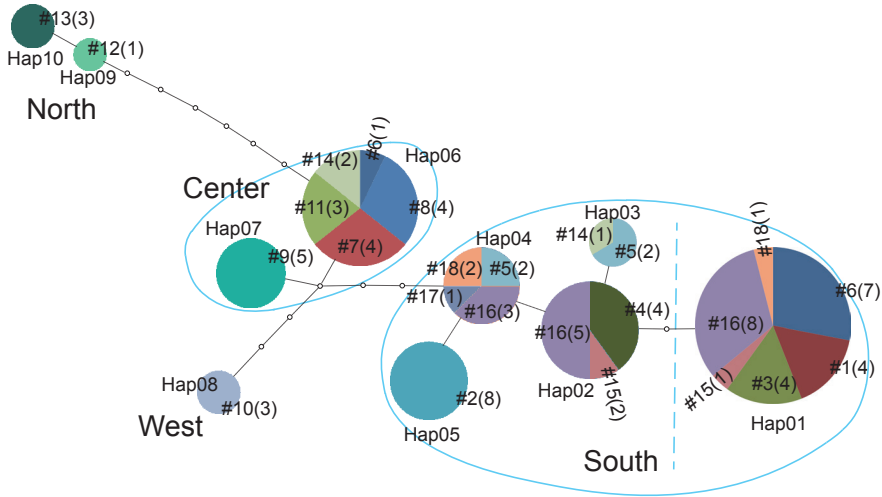 #13(3)
Hap10
#12(1)
Hap09
North
#14(2)
#6(1)
Hap06
Center
#11(3)
#8(4)
#7(4)
Hap07
#9(5)
Hap08
#10(3)
West
Hap04
#18(2)
#5(2)
#17(1)
#16(3)
#2(8)
Hap05
Hap03
#14(1)
#5(2)
#16(5)
#4(4)
#15(2)
Hap02
#18(1)
#6(7)
#16(8)
#1(4)
#15(1)
#3(4)
Hap01
South